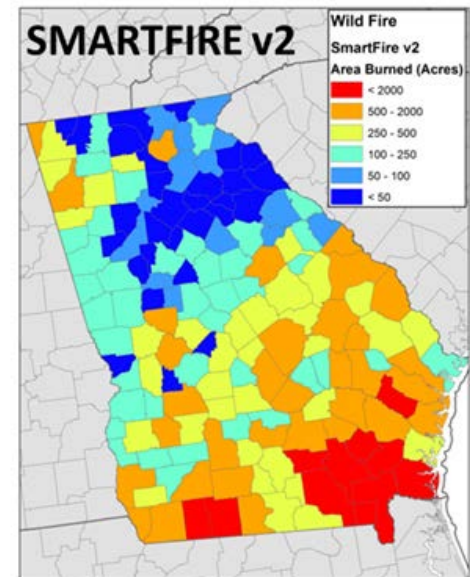 SMARTFIRE v2
Wild Fire
SmartFire v2
Area Burned (Acres)
< 2000
500 - 2000
250 - 500
100 - 250
50 - 100
< 50